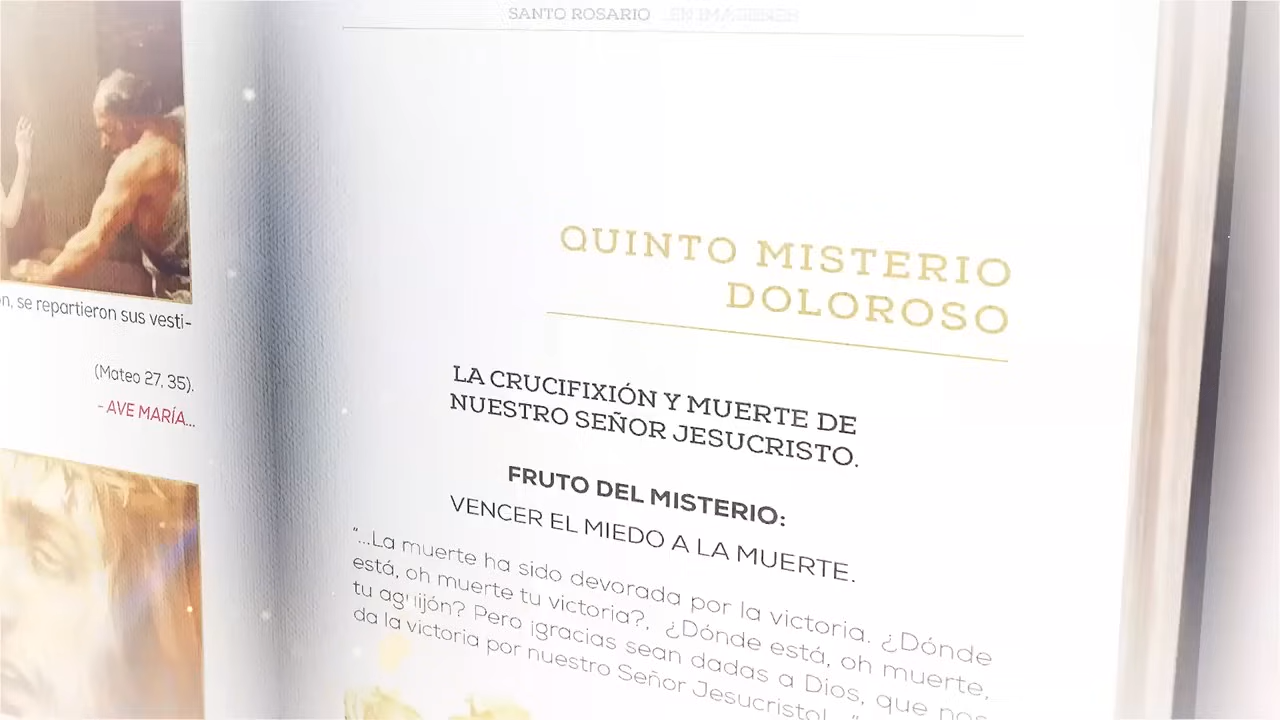 SANTO ROSARIO EN IMÁGENES
ón, se repartieron sus vesti-
(Mateo 27, 35).
- AVE MARÍA...
QUINTO MISTERIO
DOLOROSO
LA CRUCIFIXIÓN Y MUERTE DE
NUESTRO SEÑOR JESUCRISTO.
FRUTO DEL MISTERIO:
VENCER EL MIEDO A LA MUERTE.
“...La muerte ha sido devorada por la victoria. ¿Dónde
está, oh muerte tu victoria?, ¿Dónde está, oh muerte,
tu aguijón? Pero ¡gracias sean dadas a Dios, que nos
da la victoria por nuestro Señor Jesucristo!...”